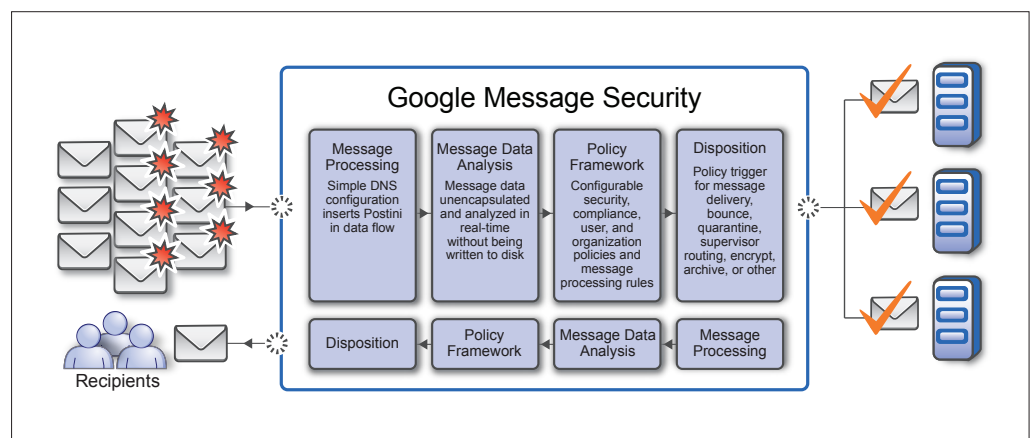 Google Message Security
Message
Processing
Simple DNS
configuration
inserts Postini
in data flow
Message Data
Analysis
Message data
unencapsulated
and analyzed in
real-time
without being
written to disk
Policy
Framework
Configurable
security,
compliance,
user, and
organization
policies and
message
processing rules
Disposition
Policy trigger
for message
delivery,
bounce,
quarantine,
supervisor
routing, encrypt,
archive, or other
Disposition
Policy
Framework
Message Data
Analysis
Message
Processing
Recipients